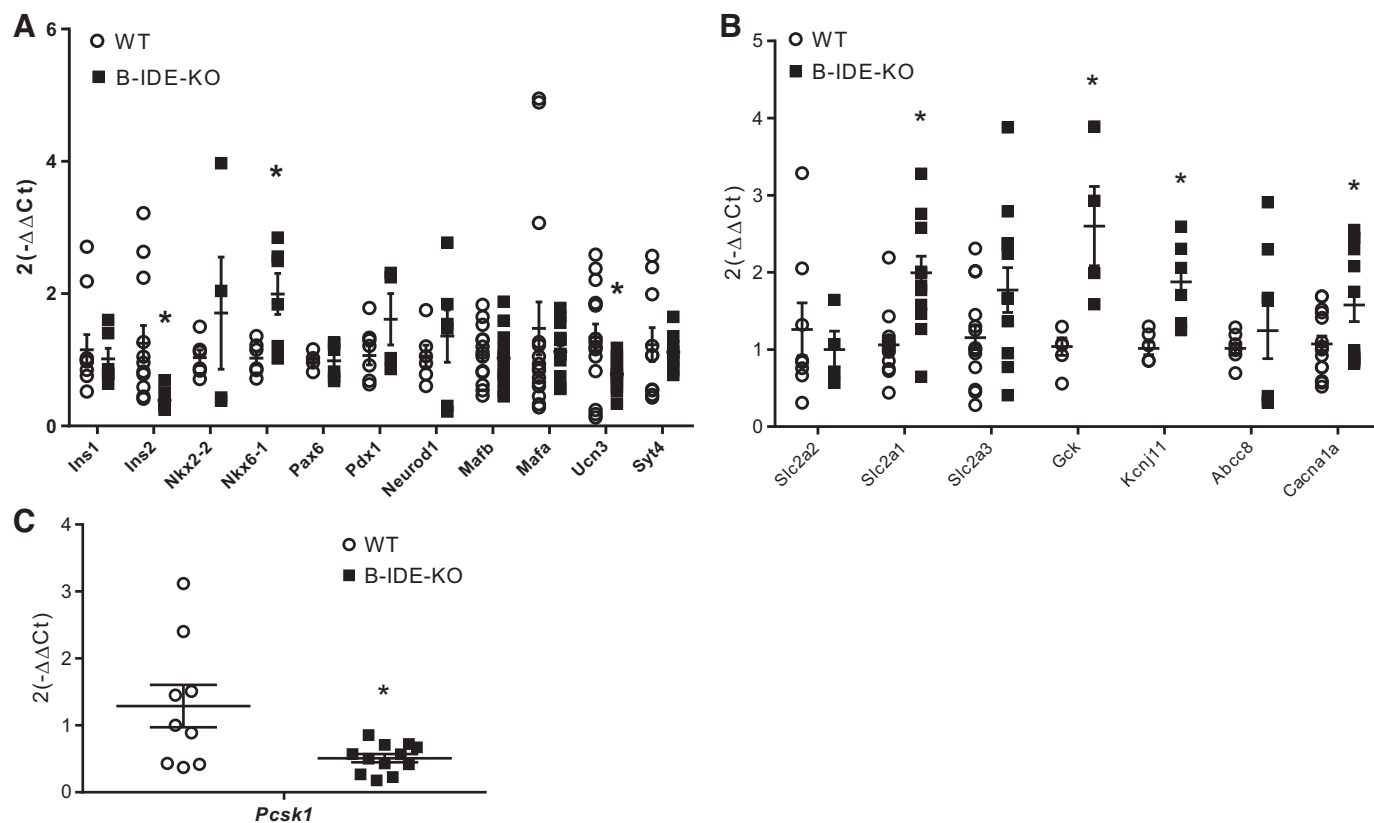 A
6
4
2
0
2(-ΔΔCt)
WT
B-IDE-KO
*
*
*
Ins1
Ins2
Nkx2-2
Nkx6-1
Pax6
Pdx1
Neurod1
Mafb
Mafa
Ucn3
Syt4
B
5
4
3
2
1
0
2(-ΔΔCt)
WT
B-IDE-KO
*
*
*
*
Slc2a2
Slc2a1
Slc2a3
Gck
Kcnj11
Abcc8
Cacna1a
C
4
3
2
1
0
2(-ΔΔCt)
WT
B-IDE-KO
*
Pcsk1